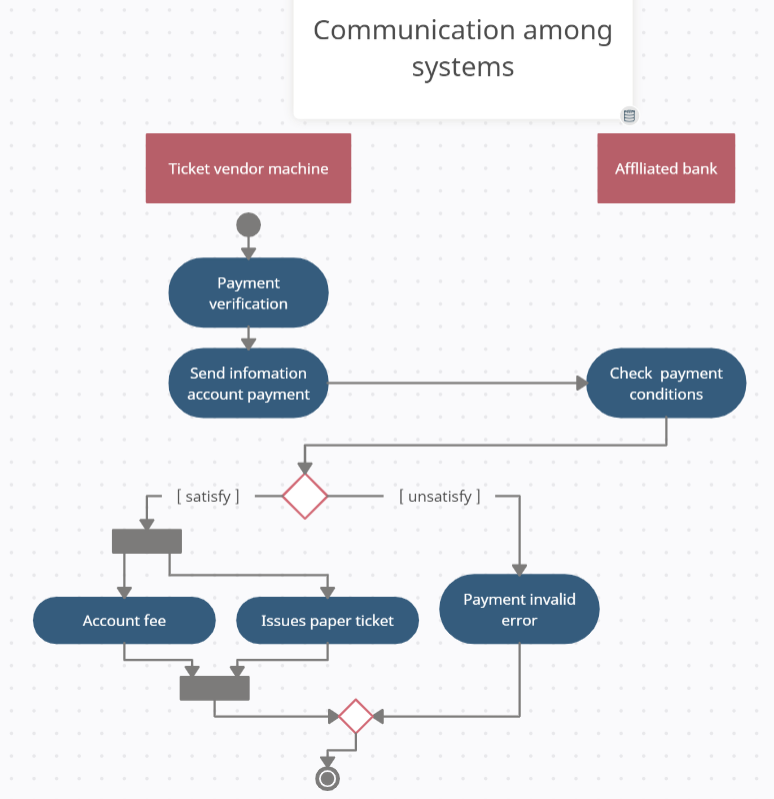 Communication among
systems
Ticket vendor machine
Afflliated bank
Payment
verification
Send infomation
account payment
Check  payment
conditions
[ satisfy ]
[ unsatisfy ]
Account fee
Issues paper ticket
Payment invalid
error